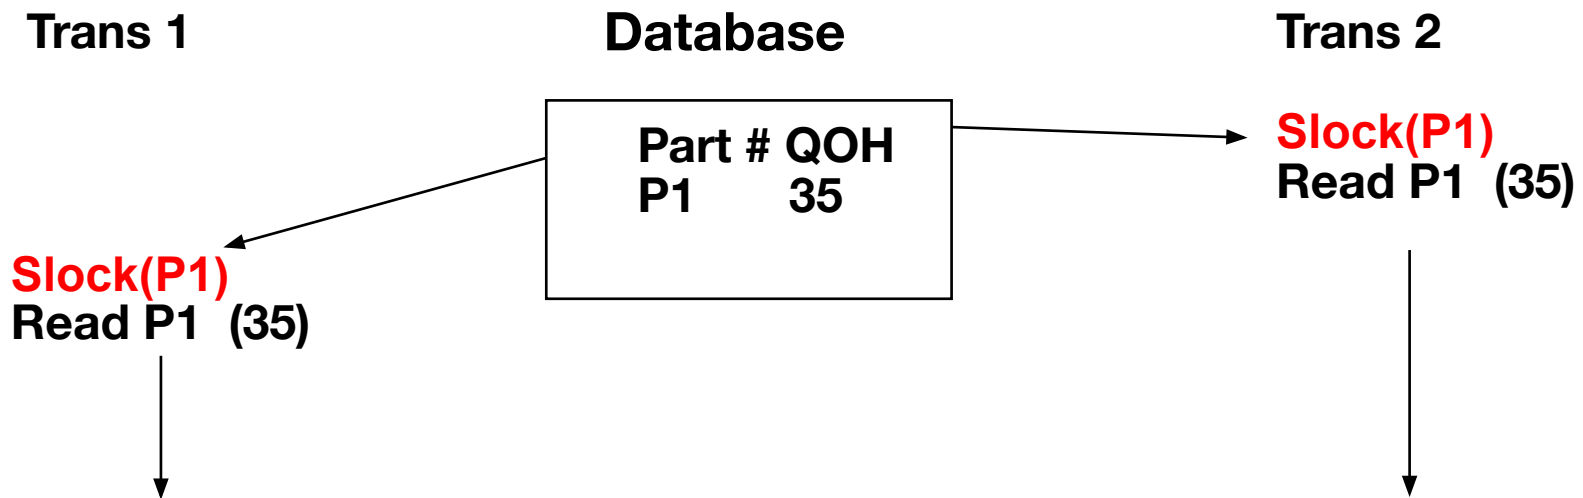 Trans 1
Database
Trans 2
Part # QOH
P1 35
Slock(P1)
Read P1 (35)
Slock(P1)
Read P1 (35)